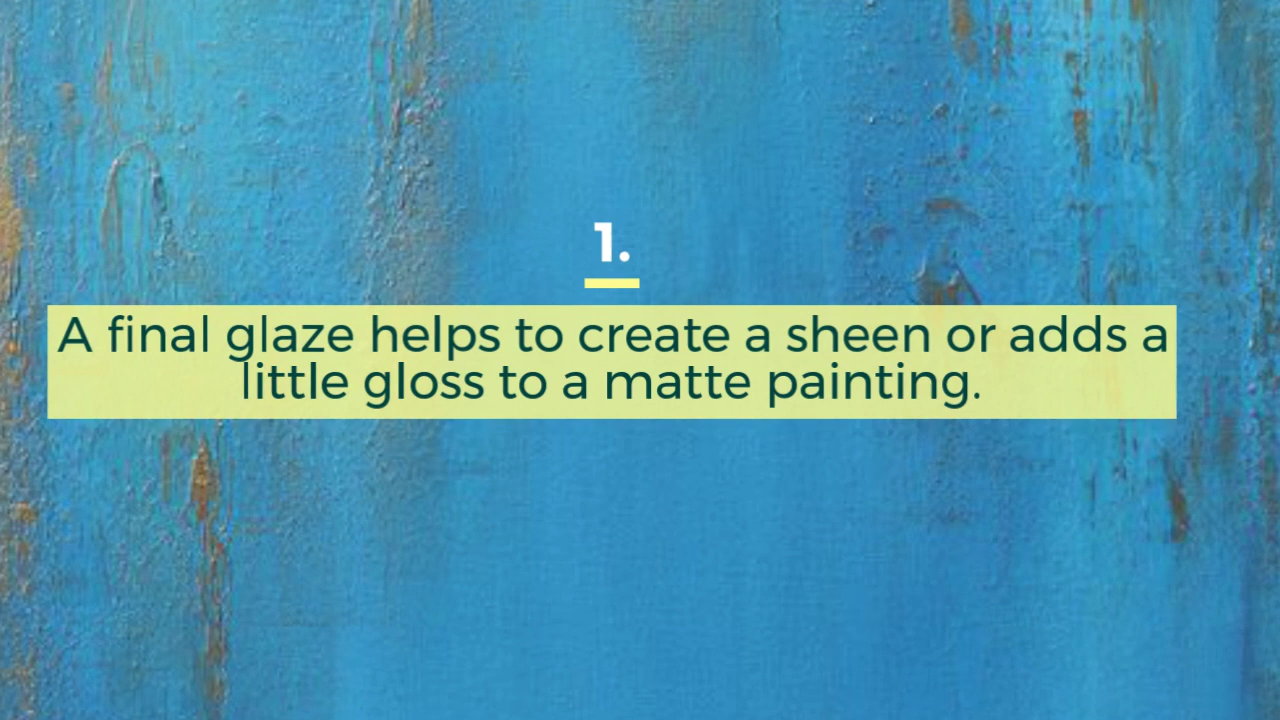 1.
A final glaze helps to create a sheen or adds a
little gloss to a matte painting.